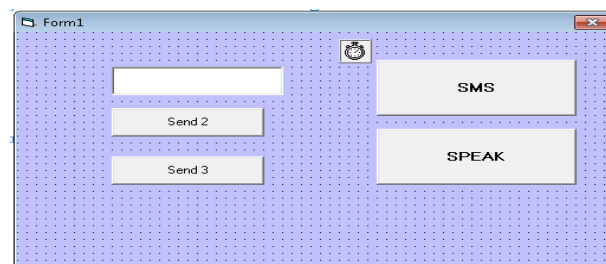 Form1
SMS
Send 2
SPEAK
Send 3